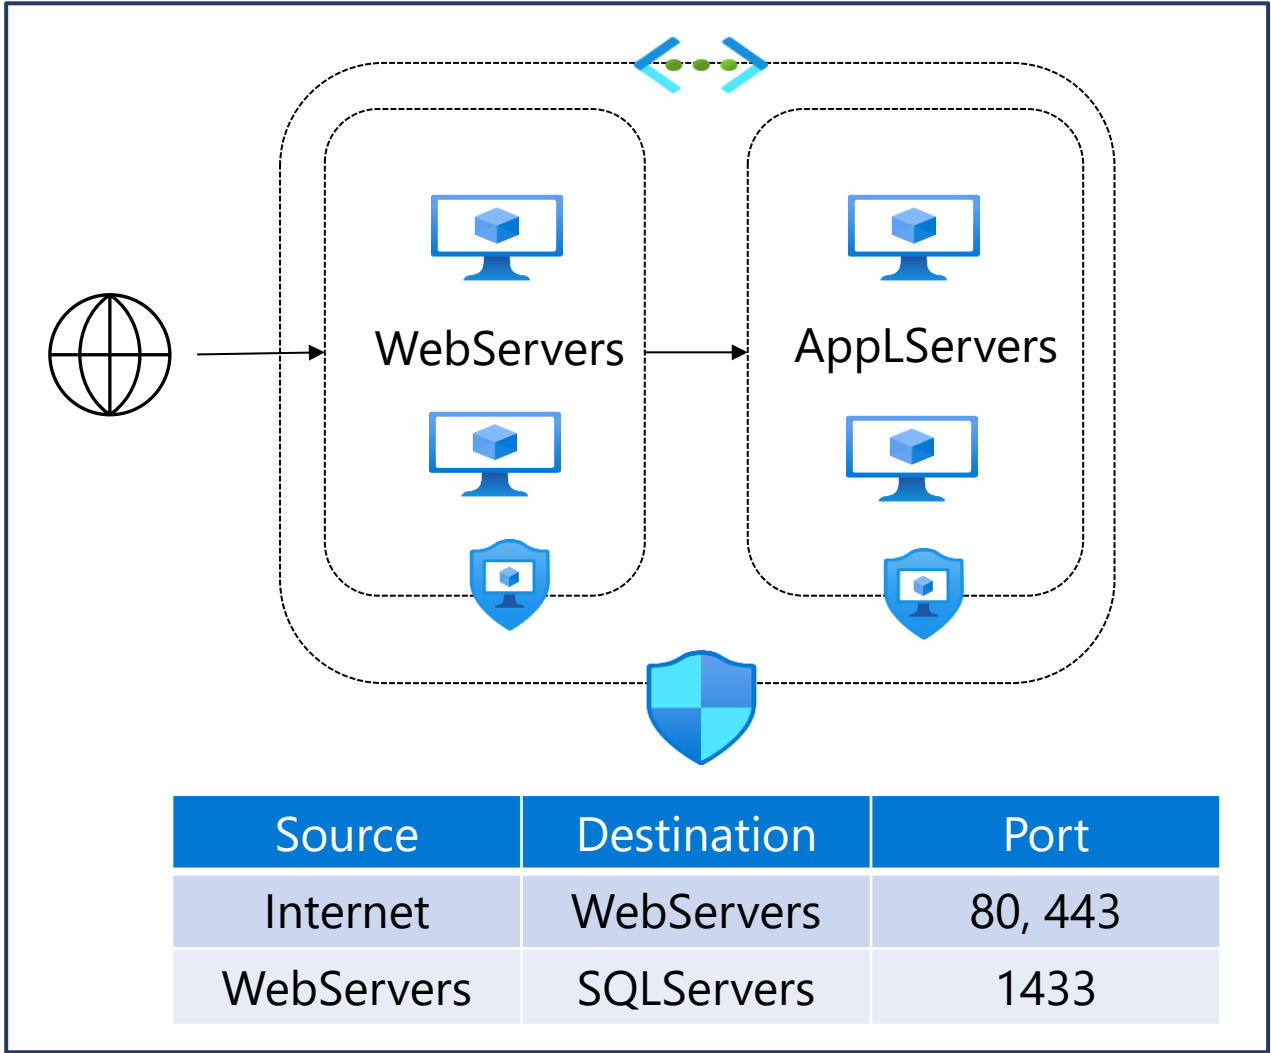 WebServers
AppLServers
Source Destination Port
Internet WebServers 80, 443
WebServers SQLServers 1433